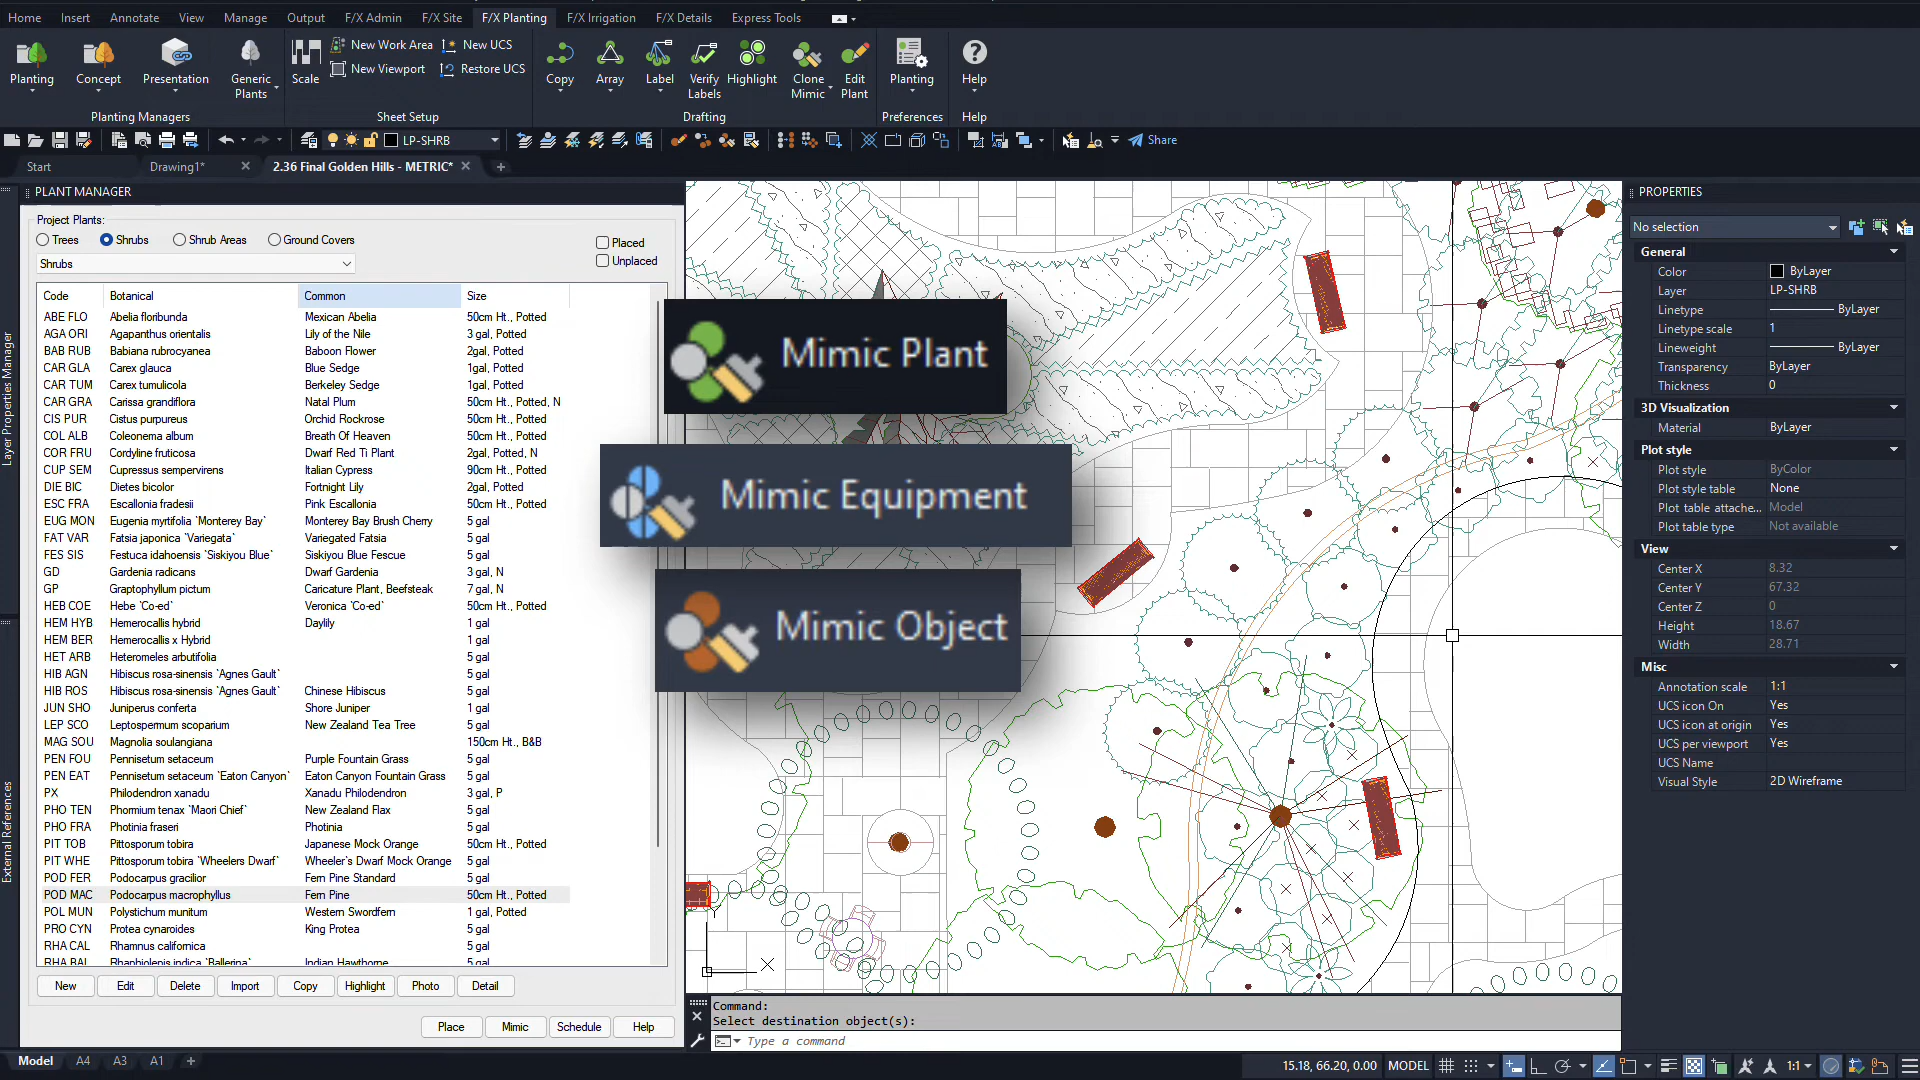 Home Insert Annotate View Manage Output F/X Admin F/X Site F/X Planting F/X Irrigation F/X Details Express Tools
Planting Concept Presentation Generic Plants Scale New Work Area New UCS
New Viewport Restore UCS
Copy Array Label Verify Labels Highlight Clone Mimic Edit Plant Planting Help
Planting Managers Sheet Setup Drafting Preferences Help
LP-SHRB Share
Start Drawing1* 2.36 Final Golden Hills - METRIC*
PLANT MANAGER
Project Plants:
Trees Shrubs Shrub Areas Ground Covers Placed
Unplaced
Shrubs
Code Botanical Common Size
ABE FLO Abelia floribunda Mexican Abelia 50cm Ht., Potted
AGA ORI Agapanthus orientalis Lily of the Nile 3 gal, Potted
BAB RUB Babiana rubrocyanea Baboon Flower 2gal, Potted
CAR GLA Carex glauca Blue Sedge 1gal, Potted
CAR TUM Carex tumulicola Berkeley Sedge 1gal, Potted
CAR GRA Carissa grandiflora Natal Plum 50cm Ht., Potted, N
CIS PUR Cistus purpureus Orchid Rockrose 50cm Ht., Potted
COL ALB Coleonema album Breath Of Heaven 50cm Ht., Potted
COR FRU Cordyline fruticosa Dwarf Red Ti Plant 2gal, Potted, N
CUP SEM Cupressus sempervirens Italian Cypress 90cm Ht., Potted
DIE BIC Dietes bicolor Fortnight Lily 2gal, Potted
ESC FRA Escallonia fradesii Pink Escallonia 50cm Ht., Potted
EUG MON Eugenia myrtifolia `Monterey Bay` Monterey Bay Brush Cherry 5 gal
FAT VAR Fatsia japonica `Variegata` Variegated Fatsia 5 gal
FES SIS Festuca idahoensis `Siskiyou Blue` Siskiyou Blue Fescue 5 gal
GD Gardenia radicans Dwarf Gardenia 3 gal, N
GP Graptophyllum pictum Caricature Plant, Beefsteak 7 gal, N
HEB COE Hebe `Co-ed` Veronica `Co-ed` 50cm Ht., Potted
HEM HYB Hemerocallis hybrid Daylily 1 gal
HEM BER Hemerocallis x Hybrid 1 gal
HET ARB Heteromeles arbutifolia 5 gal
HIB AGN Hibiscus rosa-sinensis `Agnes Gault` 5 gal
HIB ROS Hibiscus rosa-sinensis `Agnes Gault` Chinese Hibiscus 5 gal
JUN SHO Juniperus conferta Shore Juniper 1 gal
LEP SCO Leptospermum scoparium New Zealand Tea Tree 5 gal
MAG SOU Magnolia soulangiana 150cm Ht., B&B
PEN FOU Pennisetum setaceum Purple Fountain Grass 5 gal
PEN EAT Pennisetum setaceum `Eaton Canyon` Eaton Canyon Fountain Grass 5 gal
PX Philodendron xanadu Xanadu Philodendron 3 gal, P
PHO TEN Phormium tenax `Maori Chief` New Zealand Flax 5 gal
PHO FRA Photinia fraseri Photinia 5 gal
PIT TOB Pittosporum tobira Japanese Mock Orange 50cm Ht., Potted
PIT WHE Pittosporum tobira `Wheelers Dwarf` Wheeler's Dwarf Mock Orange 5 gal
POD FER Podocarpus gracilior Fern Pine Standard 5 gal
POD MAC Podocarpus macrophyllus Fern Pine 50cm Ht., Potted
POL MUN Polystichum munitum Western Swordfern 1 gal, Potted
PRO CYN Protea cynaroides King Protea 5 gal
RHA CAL Rhamnus californica 5 gal
RHA BAL Rhaphiolepis indica `Ballerina` Indian Hawthorne 5 gal
New Edit Delete Import Copy Highlight Photo Detail
Place Mimic Schedule Help
Layer Properties Manager
External References
Mimic Plant
Mimic Equipment
Mimic Object
Command:
Select destination object(s):
Type a command
PROPERTIES
No selection
General
Color ByLayer
Layer LP-SHRB
Linetype ByLayer
Linetype scale 1
Lineweight ByLayer
Transparency ByLayer
Thickness 0
3D Visualization
Material ByLayer
Plot style
Plot style ByColor
Plot style table None
Plot table attache... Model
Plot table type Not available
View
Center X 8.32
Center Y 67.32
Center Z 0
Height 18.67
Width 28.71
Misc
Annotation scale 1:1
UCS icon On Yes
UCS icon at origin Yes
UCS per viewport Yes
UCS Name
Visual Style 2D Wireframe
Model A4 A3 A1
15.18, 66.20, 0.00 MODEL 1:1